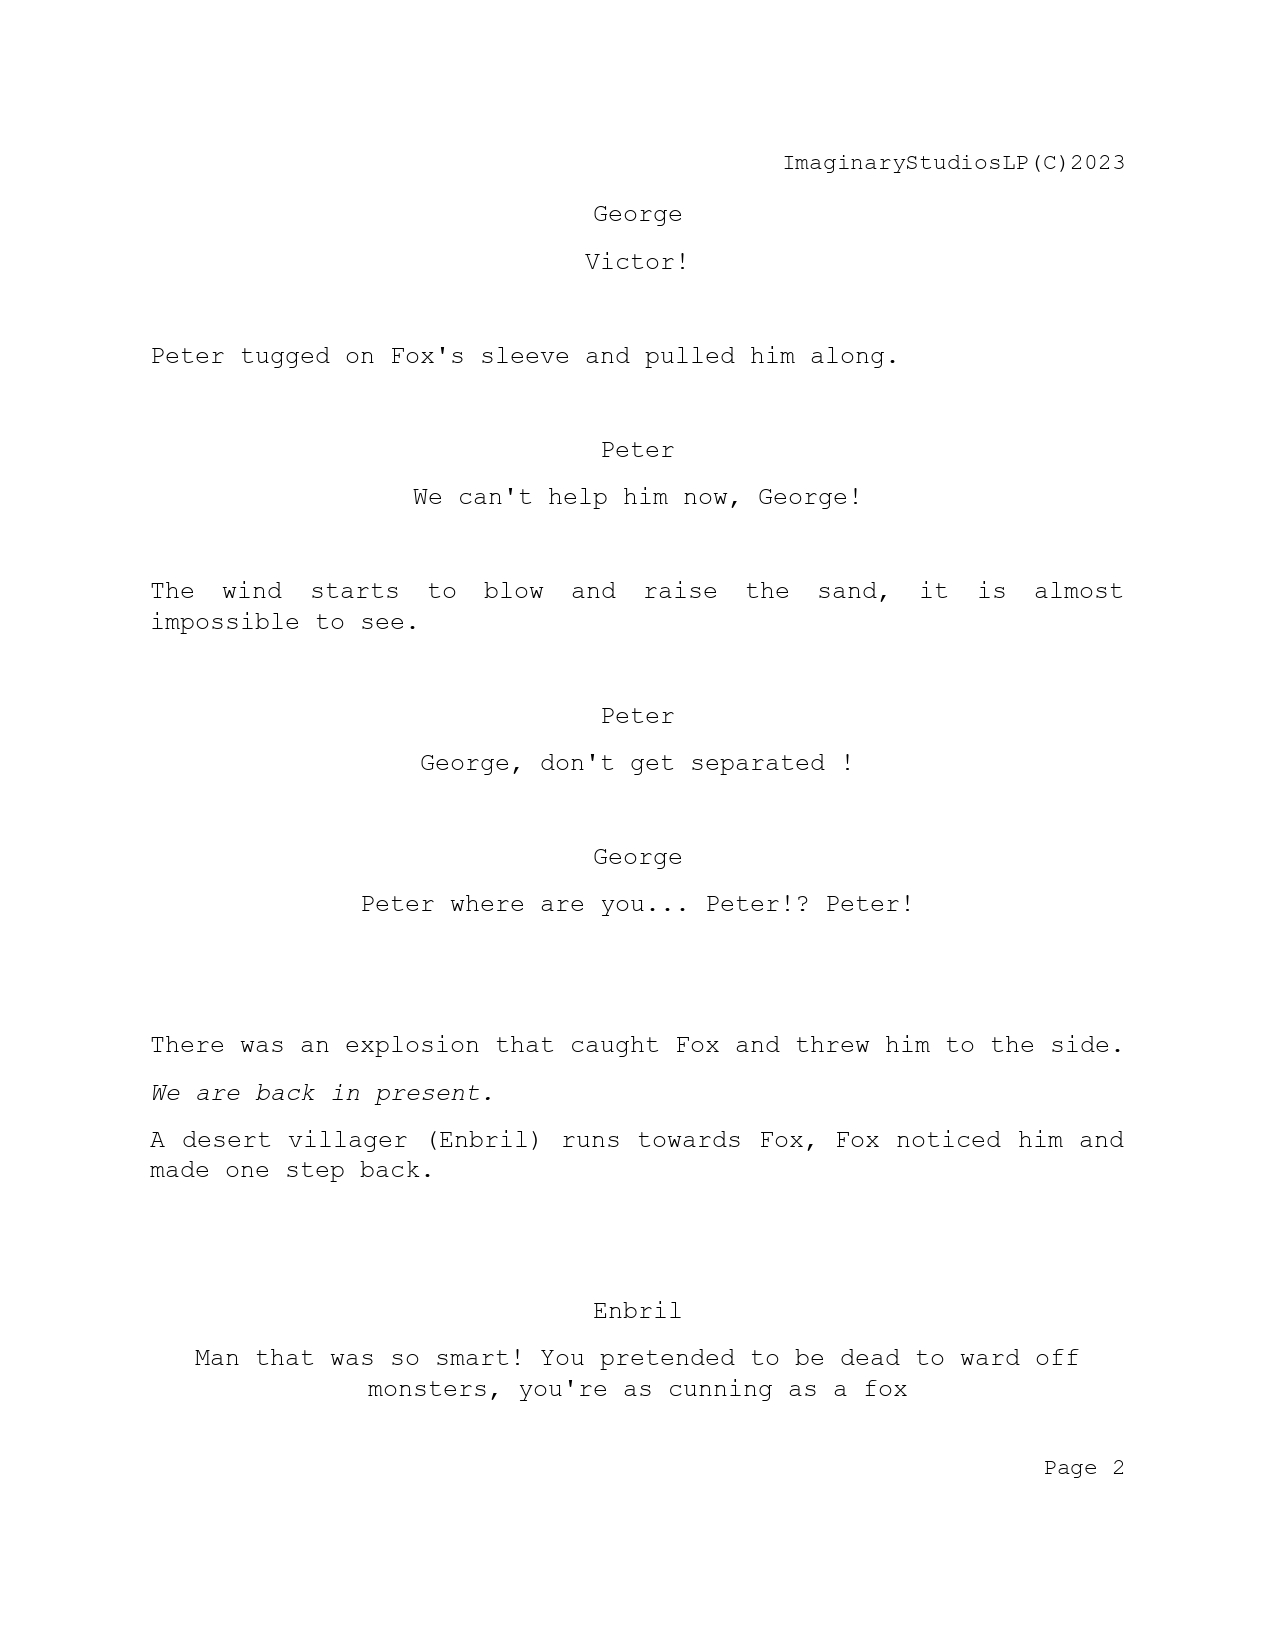 ImaginaryStudiosLP(C)2023
George
Victor!
Peter tugged on Fox's sleeve and pulled him along.
Peter
We can't help him now, George!
The wind starts to blow and raise the sand, it is almost
impossible to see.
Peter
George, don't get separated !
George
Peter where are you... Peter!? Peter!
There was an explosion that caught Fox and threw him to the side.
We are back in present.
A desert villager (Enbril) runs towards Fox, Fox noticed him and
made one step back.
Enbril
Man that was so smart! You pretended to be dead to ward off
monsters, you're as cunning as a fox
Page 2